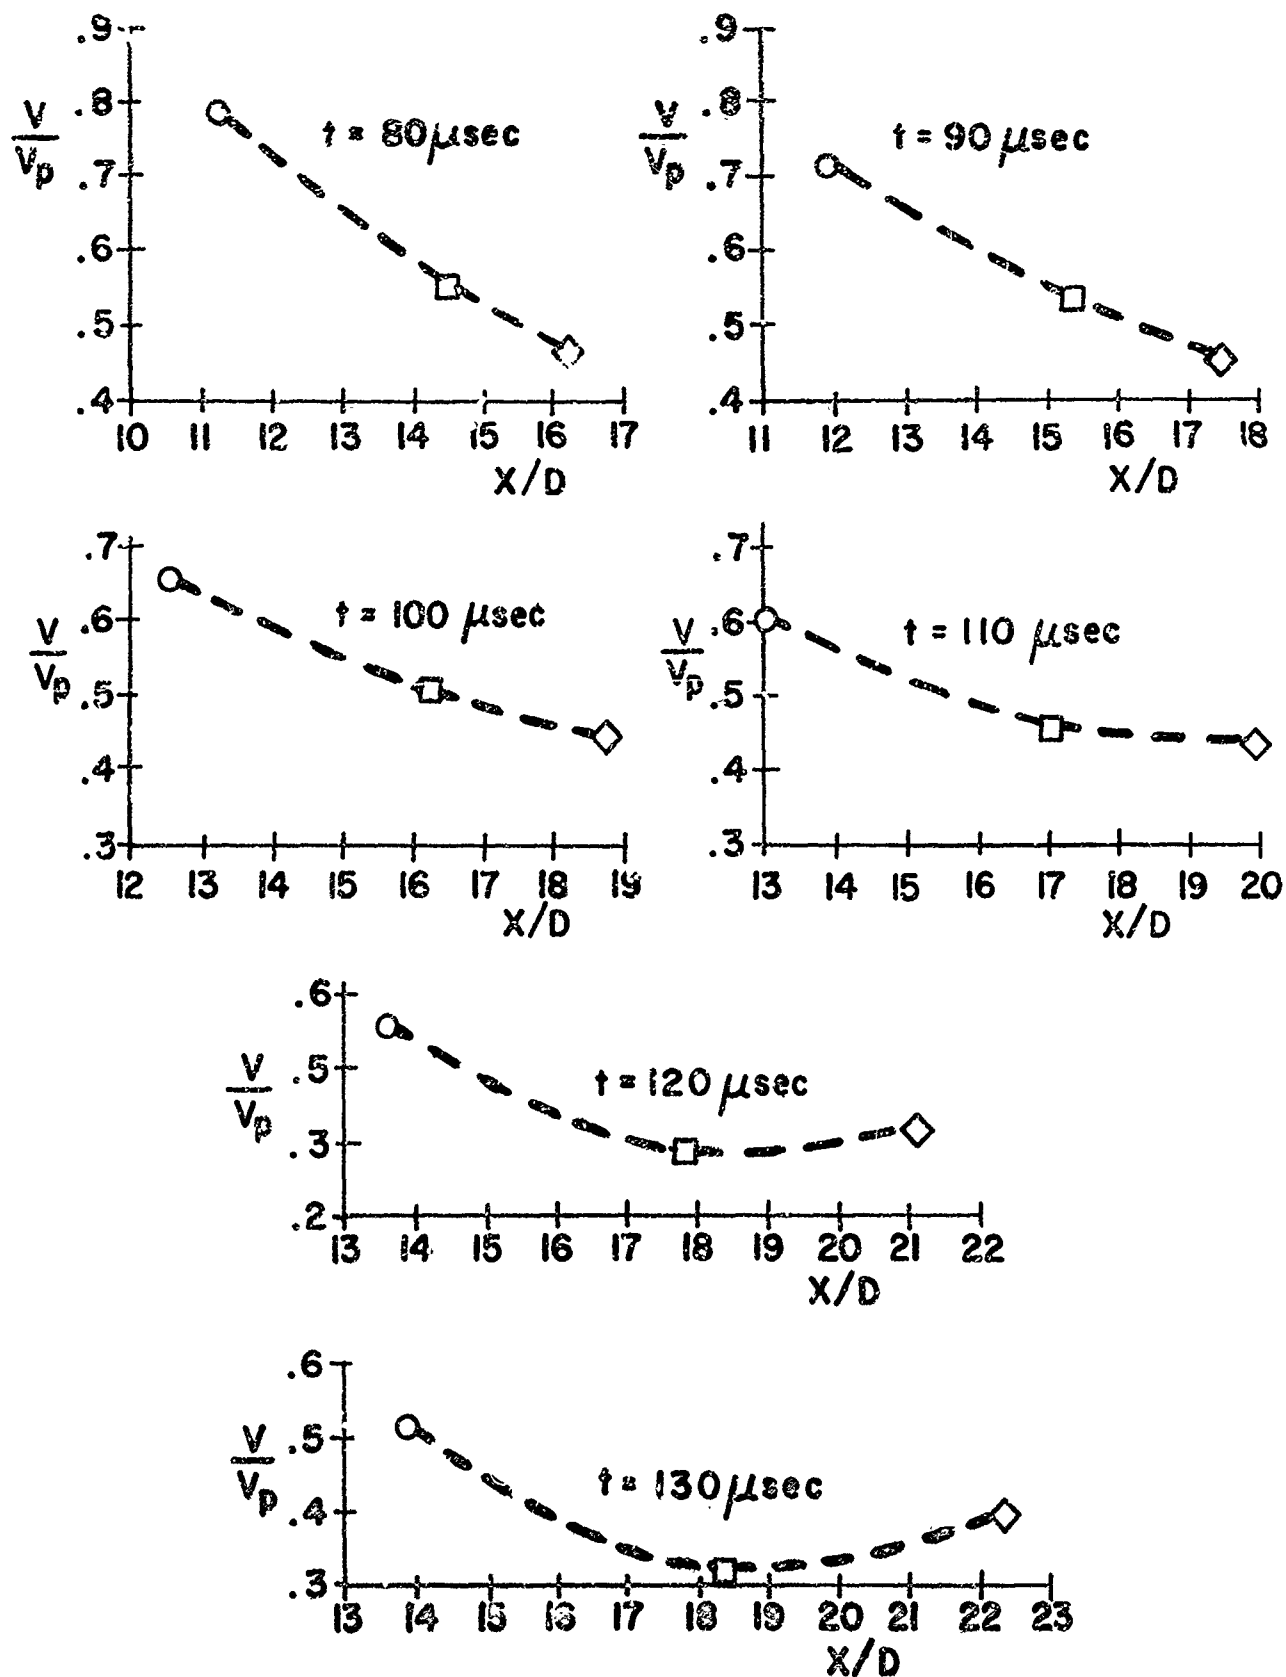 .9
.8
.7
.6
.5
.4
V
Vp
t = 80 μsec
10 11 12 13 14 15 16 17
X/D
.9
.8
.7
.6
.5
.4
V
Vp
t = 90 μsec
11 12 13 14 15 16 17 18
X/D
.7
.6
.5
.4
.3
V
Vp
t = 100 μsec
12 13 14 15 16 17 18 19
X/D
.7
.6
.5
.4
.3
V
Vp
t = 110 μsec
13 14 15 16 17 18 19 20
X/D
.6
.5
.3
.2
V
Vp
t = 120 μsec
13 14 15 16 17 18 19 20 21 22
X/D
.6
.5
.4
.3
V
Vp
t = 130 μsec
13 14 15 16 17 18 19 20 21 22 23
X/D